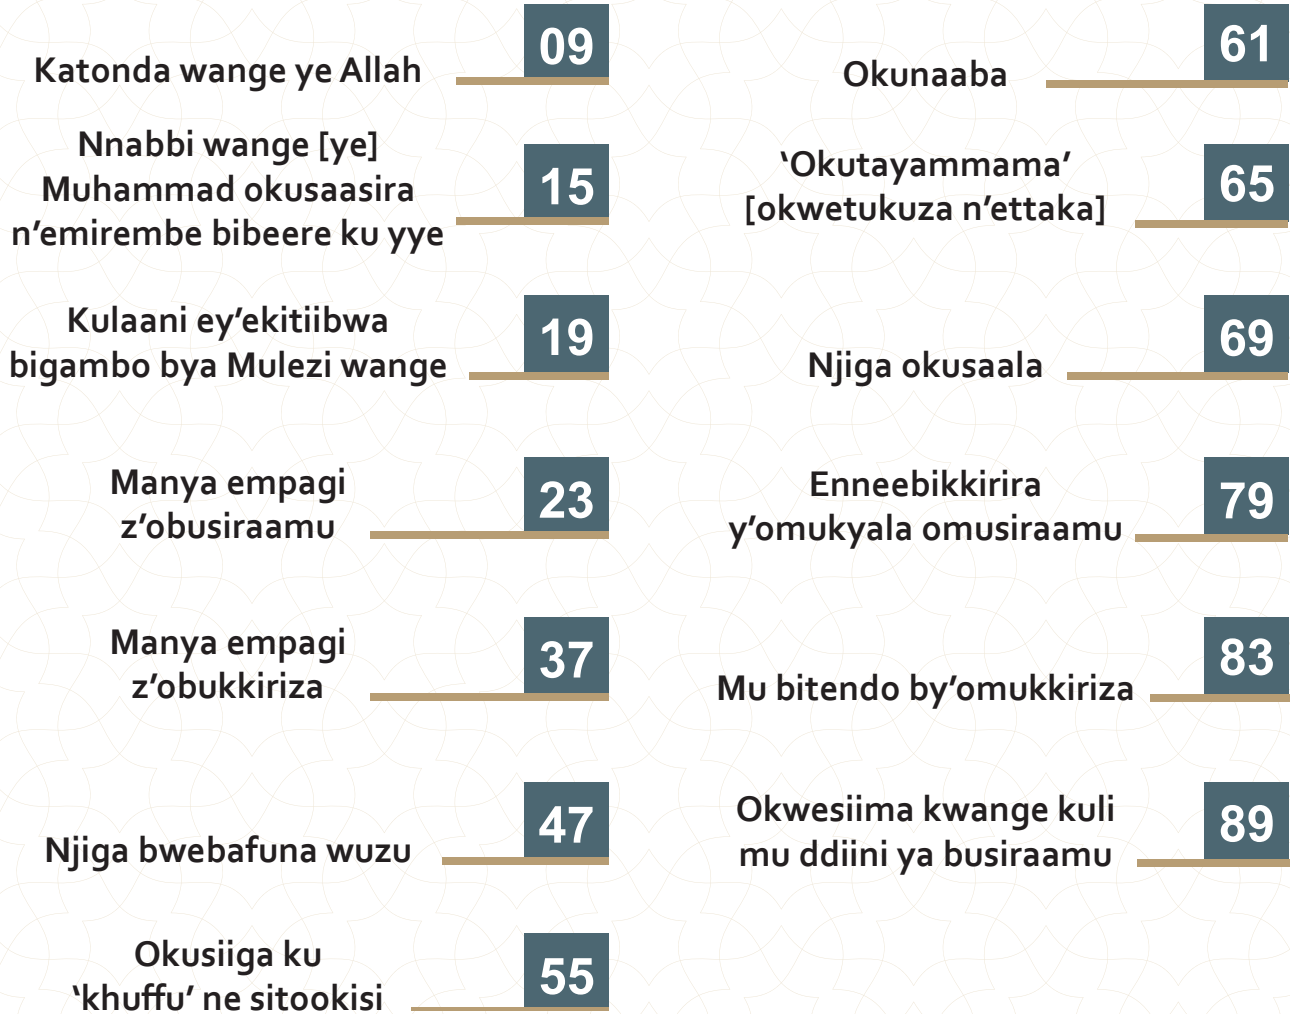 Katonda wange ye Allah
09
Nnabbi wange [ye]
Muhammad okusaasira
n’emirembe bibeere ku yye
15
Kulaani ey’ekitiibwa
bigambo bya Mulezi wange
19
Manya empagi
z’obusiraamu
23
Manya empagi
z’obukkiriza
37
Njiga bwebafuna wuzu
47
Okusiiga ku
‘khuffu’ ne sitookisi
55
Okunaaba
61
‘Okutayammama’
[okwetukuza n’ettaka]
65
Njiga okusaala
69
Enneebikkirira
y’omukyala omusiraamu
79
Mu bitendo by’omukkiriza
83
Okwesiima kwange kuli
mu ddiini ya busiraamu
89